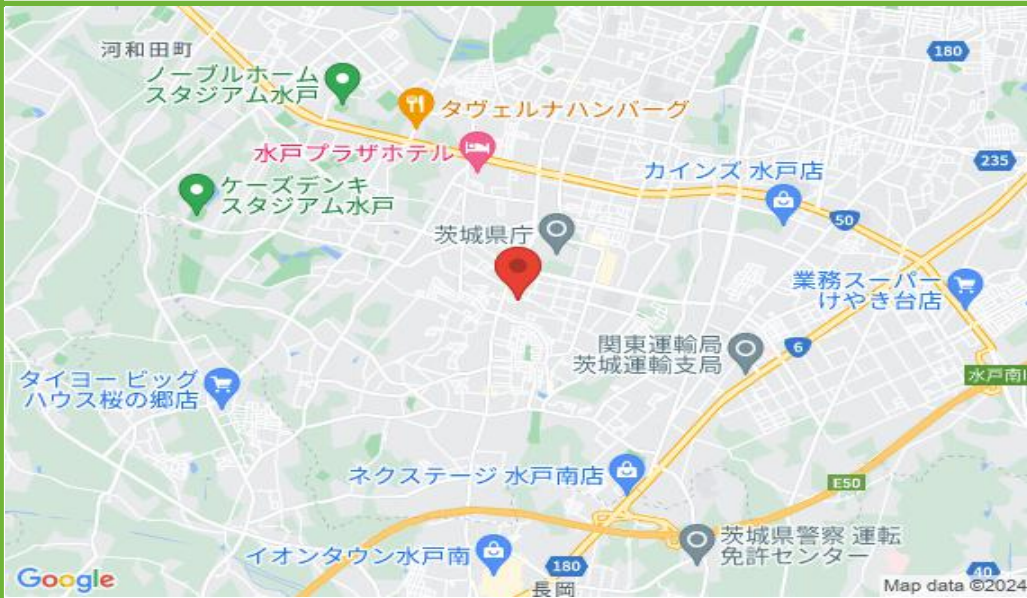 河和田町
180
ノーブルホーム
スタジアム水戸
タヴェルナハンバーグ
水戸プラザホテル
カインズ 水戸店
235
ケーズデンキ
スタジアム水戸
茨城県庁
50
業務スーパー
けやき台店
関東運輸局
茨城運輸支局
6
水戸南I
タイヨー ビッグ
ハウス桜の郷店
ネクステージ 水戸南店
E50
茨城県警察 運転
免許センター
イオンタウン水戸南
180
長岡
40
Google
Map data ©2024